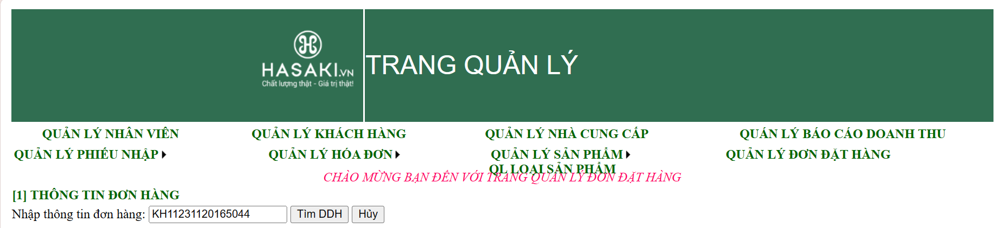 HASAKI.VN
Chất lượng thật - Giá trị thật!
TRANG QUẢN LÝ
QUẢN LÝ NHÂN VIÊN QUẢN LÝ KHÁCH HÀNG QUẢN LÝ NHÀ CUNG CẤP QUÁN LÝ BÁO CÁO DOANH THU
QUẢN LÝ PHIẾU NHẬP QUẢN LÝ HÓA ĐƠN QUẢN LÝ SẢN PHẨM QUẢN LÝ ĐƠN ĐẶT HÀNG
QL LOẠI SẢN PHẨM
CHÀO MỪNG BẠN ĐẾN VỚI TRANG QUẢN LÝ ĐƠN ĐẶT HÀNG
[1] THÔNG TIN ĐƠN HÀNG
Nhập thông tin đơn hàng: KH11231120165044 Tìm DDH Hủy